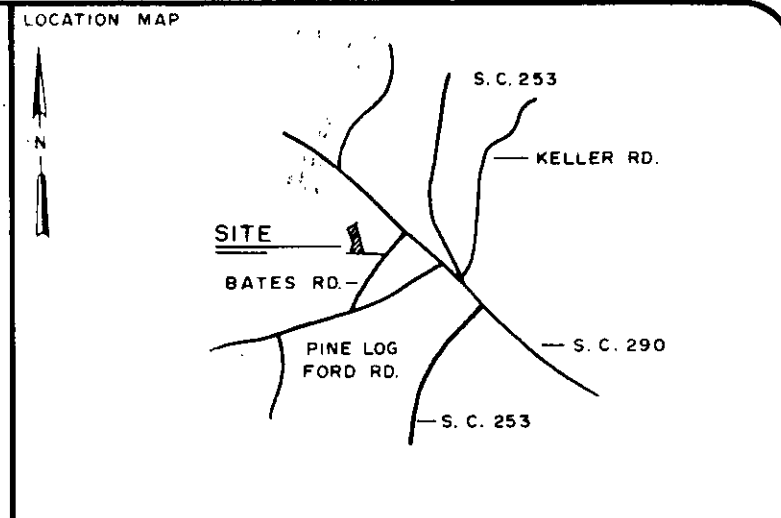 LOCATION MAP
N
S.C. 253
KELLER RD.
SITE
BATES RD.
PINE LOG
FORD RD.
S. C. 290
S. C. 253